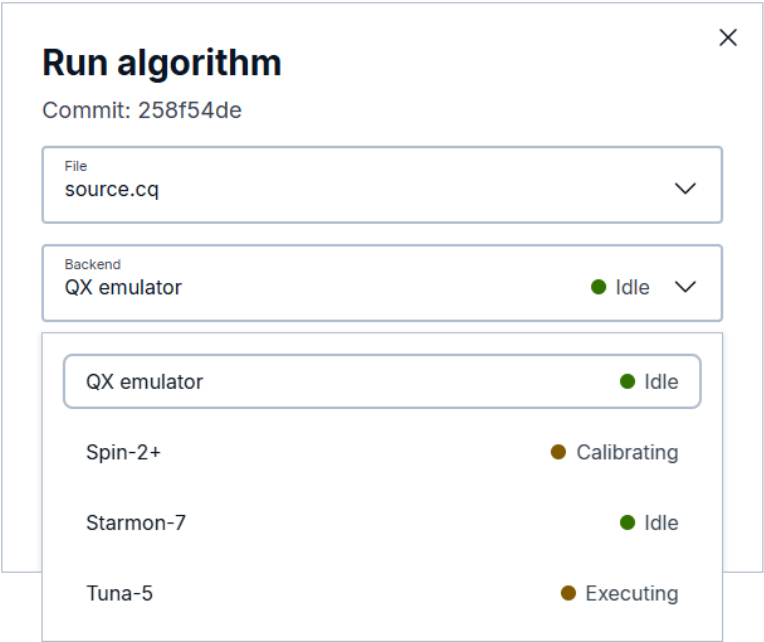 Run algorithm
Commit: 258f54de
File
source.cq
Backend
QX emulator Idle
QX emulator Idle
Spin-2+ Calibrating
Starmon-7 Idle
Tuna-5 Executing